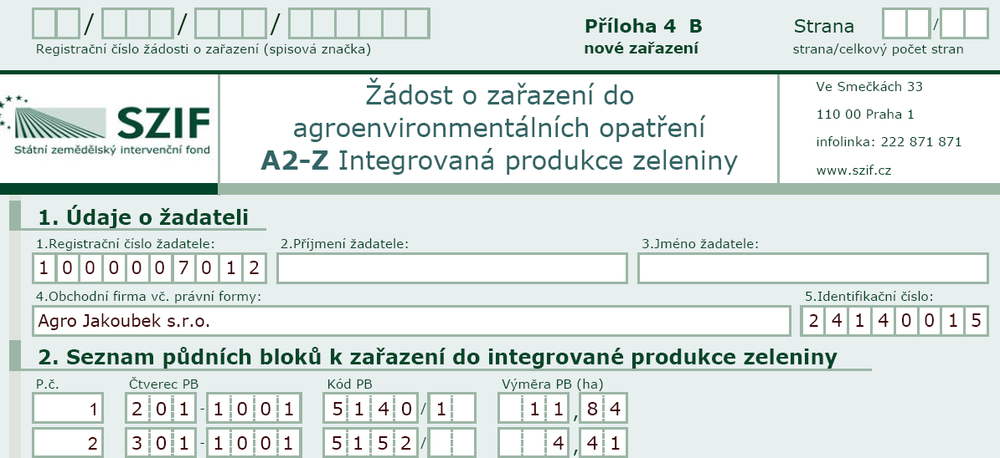 / / / Příloha 4 B Strana /
Registrační číslo žádosti o zařazení (spisová značka) nové zařazení strana/celkový počet stran
SZIF
Státní zemědělský intervenční fond
Žádost o zařazení do
agroenvironmentálních opatření
A2-Z Integrovaná produkce zeleniny
Ve Smečkách 33
110 00 Praha 1
infolinka: 222 871 871
www.szif.cz
1. Údaje o žadateli
1.Registrační číslo žadatele: 2.Příjmení žadatele: 3.Jméno žadatele:
1000007012
4.Obchodní firma vč. právní formy: 5.Identifikační číslo:
Agro Jakoubek s.r.o. 24140015
2. Seznam půdních bloků k zařazení do integrované produkce zeleniny
P.č. Čtverec PB Kód PB Výměra PB (ha)
1 201-1001 5140/1 11,84
2 301-1001 5152/ 4,41